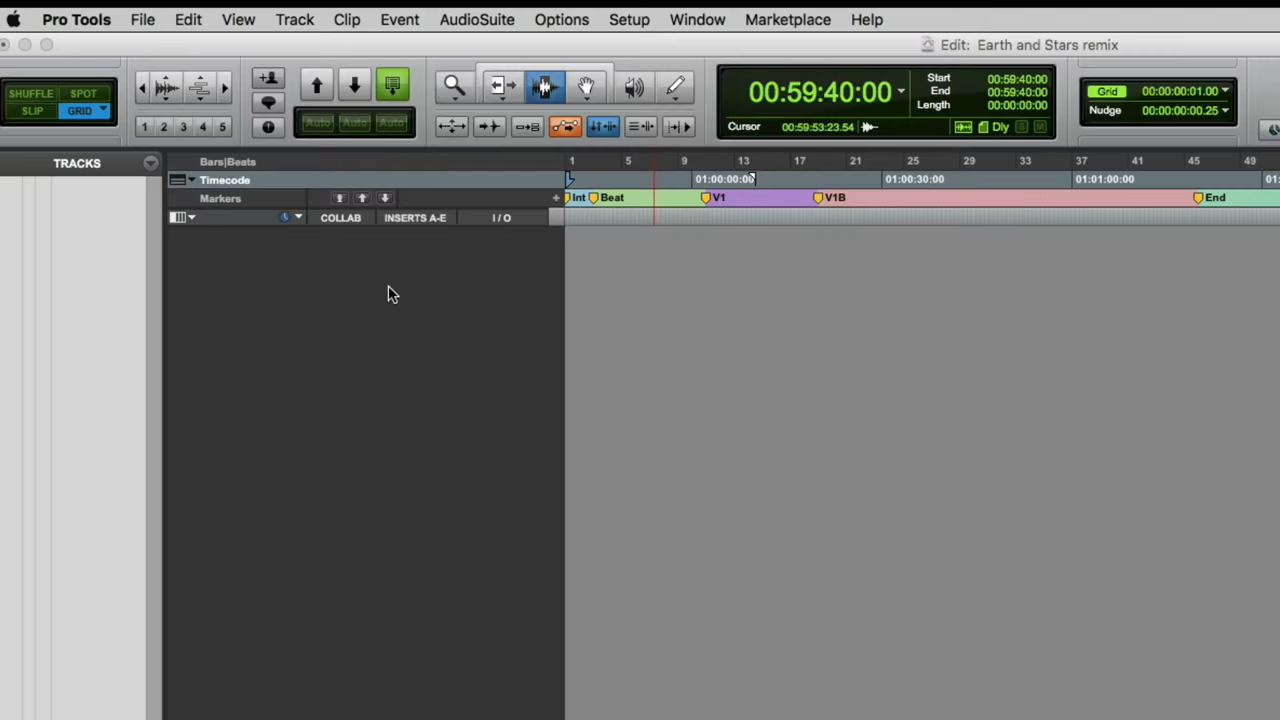 Pro Tools File Edit View Track Clip Event AudioSuite Options Setup Window Marketplace Help
Edit: Earth and Stars remix
SHUFFLE SPOT
SLIP GRID
1 2 3 4 5
Auto Auto Auto
00:59:40:00
Start 00:59:40:00
End 00:59:40:00
Length 00:00:00:00
Cursor 00:59:53:23.54
Dly S M
Grid 00:00:00:01.00
Nudge 00:00:00:00.25
TRACKS
Bars|Beats 1 5 9 13 17 21 25 29 33 37 41 45 49
Timecode 01:00:00:00 01:00:30:00 01:01:00:00 01:
Markers Int Beat V1 V1B End
COLLAB INSERTS A-E I / O